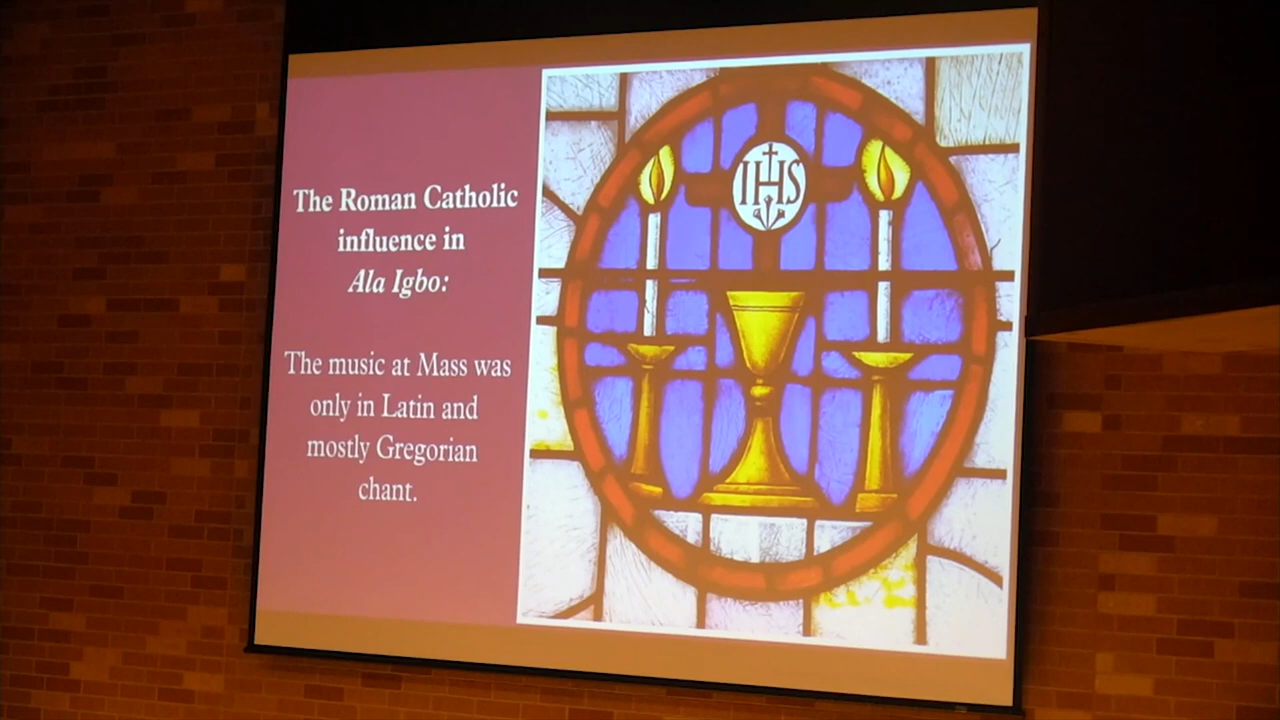 The Roman Catholic
influence in
Ala Igbo:
The music at Mass was
only in Latin and
mostly Gregorian
chant.
IHS